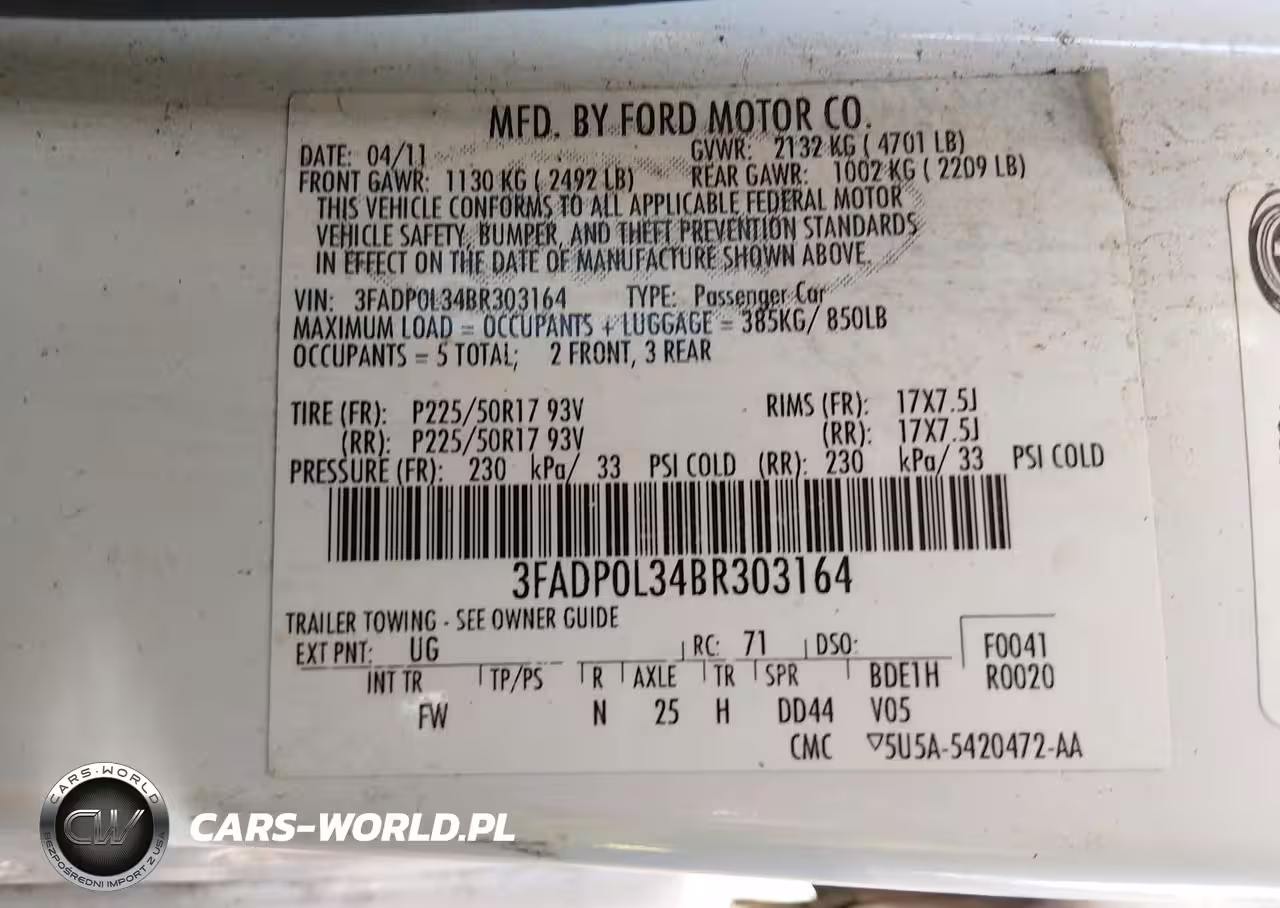 MFD. BY FORD MOTOR CO.
DATE: 04/11 GVWR: 2132 KG ( 4701 LB)
FRONT GAWR: 1130 KG ( 2492 LB) REAR GAWR: 1002 KG ( 2209 LB)
THIS VEHICLE CONFORMS TO ALL APPLICABLE FEDERAL MOTOR
VEHICLE SAFETY, BUMPER, AND THEFT PREVENTION STANDARDS
IN EFFECT ON THE DATE OF MANUFACTURE SHOWN ABOVE.
VIN: 3FADP0L34BR303164 TYPE: Passenger Car
MAXIMUM LOAD = OCCUPANTS + LUGGAGE = 385KG/ 850LB
OCCUPANTS = 5 TOTAL; 2 FRONT, 3 REAR
TIRE (FR): P225/50R17 93V RIMS (FR): 17X7.5J
(RR): P225/50R17 93V (RR): 17X7.5J
PRESSURE (FR): 230 kPa/ 33 PSI COLD (RR): 230 kPa/ 33 PSI COLD
3FADP0L34BR303164
TRAILER TOWING - SEE OWNER GUIDE
EXT PNT: UG RC: 71 DSO: F0041
INT TR TP/PS R AXLE TR SPR BDE1H R0020
FW N 25 H DD44 V05
CMC ▽5U5A-5420472-AA
CARS-WORLD
CW
BEZPOŚREDNI IMPORT Z USA
CARS-WORLD.PL